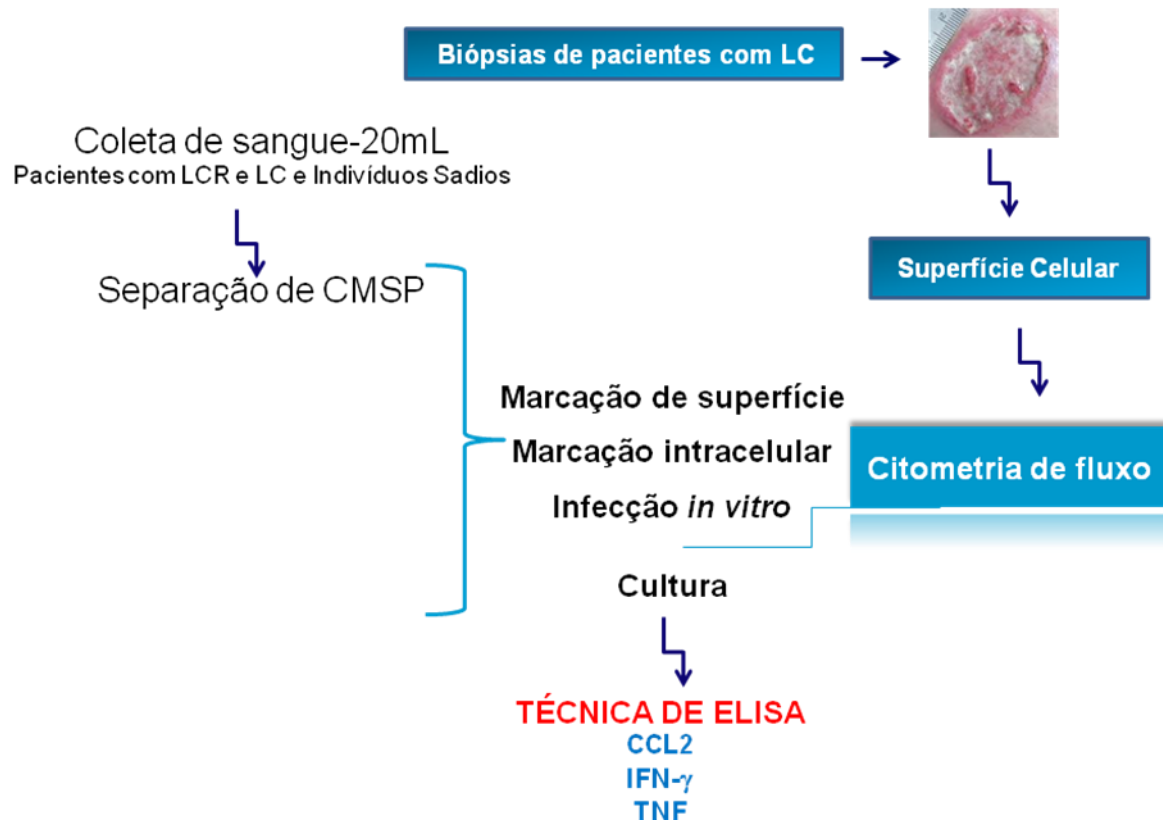 Biópsias de pacientes com LC
Coleta de sangue-20mL
Pacientes com LCR e LC e Indivíduos Sadios
Separação de CMSP
Superfície Celular
Marcação de superfície
Marcação intracelular
Infecção in vitro
Citometria de fluxo
Cultura
TÉCNICA DE ELISA
CCL2
IFN-γ
TNF